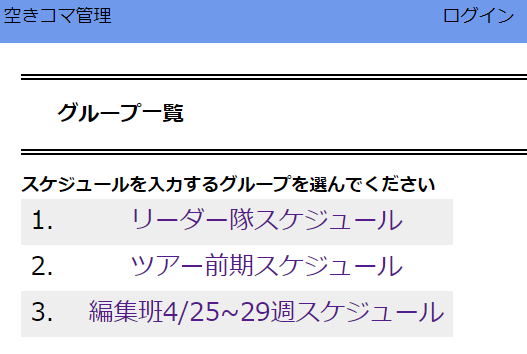 空きコマ管理 ログイン
グループ一覧
スケジュールを入力するグループを選んでください
1. リーダー隊スケジュール
2. ツアー前期スケジュール
3. 編集班4/25~29週スケジュール